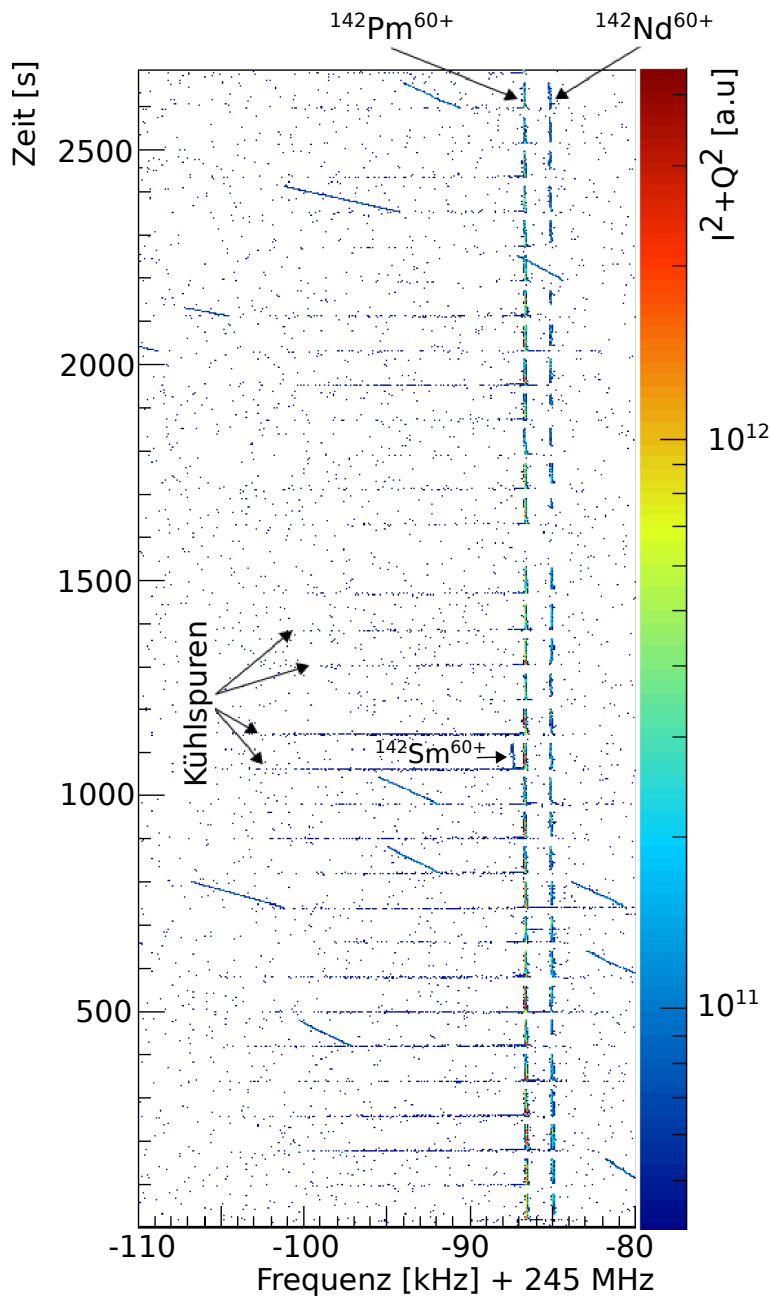 ¹⁴²Pm⁶⁰⁺ ¹⁴²Nd⁶⁰⁺
Zeit [s]
I²+Q² [a.u]
2500
2000
1500
1000
500
10¹²
10¹¹
Kühlspuren
¹⁴²Sm⁶⁰⁺
-110 -100 -90 -80
Frequenz [kHz] + 245 MHz